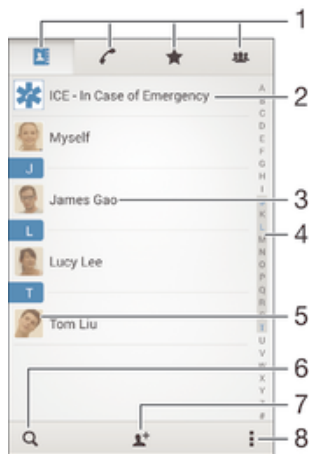 1
ICE - In Case of Emergency
2
Myself
J
James Gao
3
L
Lucy Lee
T
Tom Liu
5
A
B
C
D
E
F
G
H
I
K
L
M
N
O
P
Q
R
U
V
W
X
Y
#
4
6
7
8